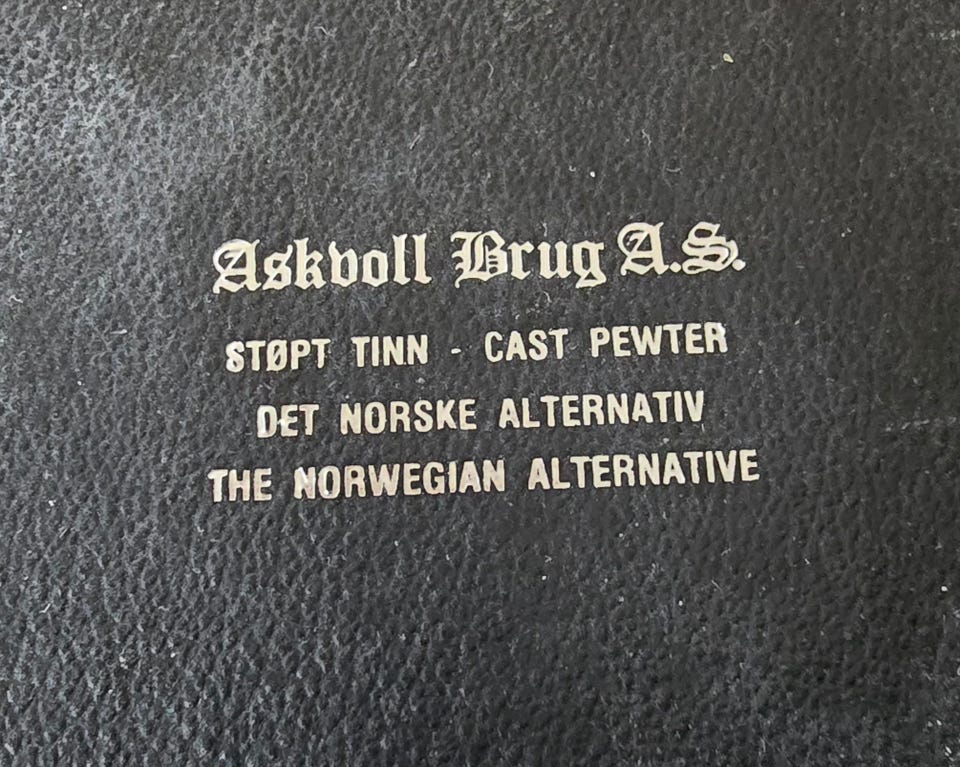 Askvoll Brug A.S.
STØPT TINN - CAST PEWTER
DET NORSKE ALTERNATIV
THE NORWEGIAN ALTERNATIVE